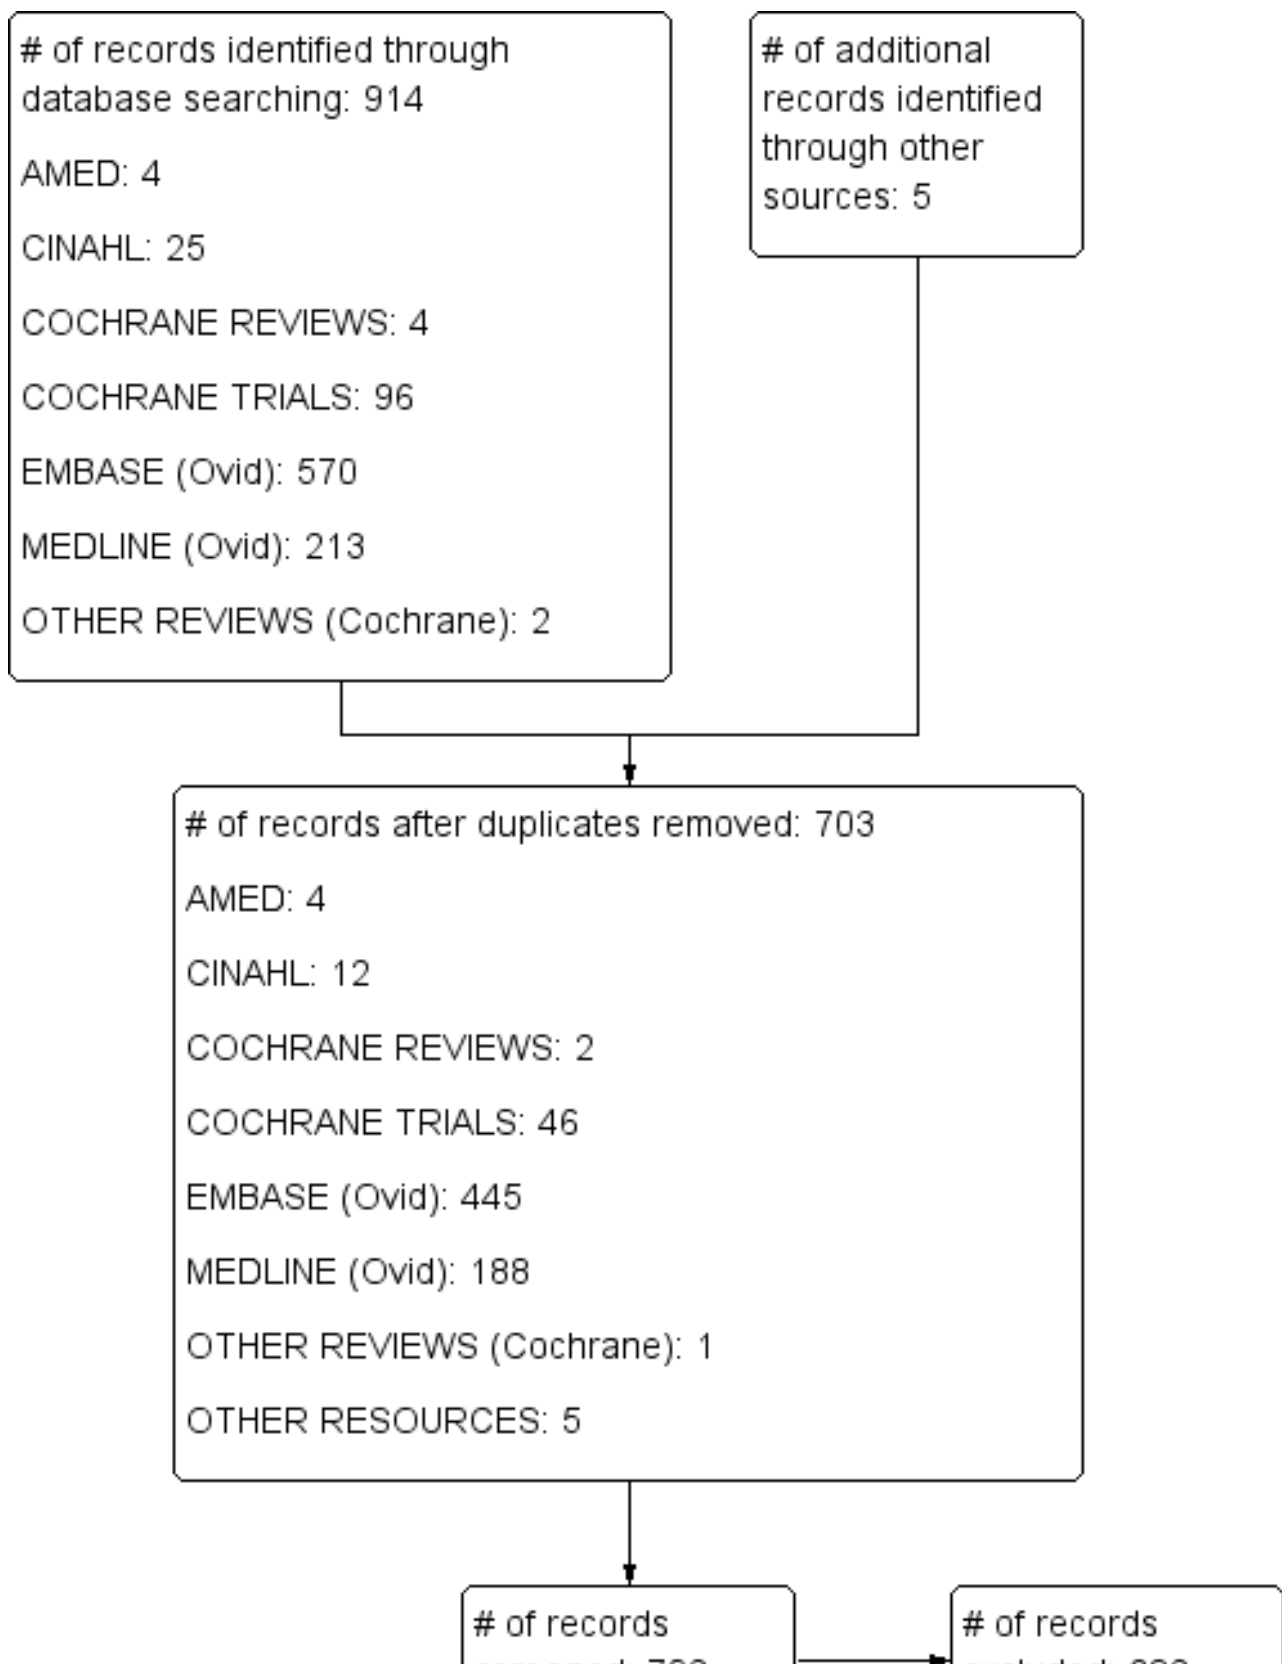 # of records identified through
database searching: 914
AMED: 4
CINAHL: 25
COCHRANE REVIEWS: 4
COCHRANE TRIALS: 96
EMBASE (Ovid): 570
MEDLINE (Ovid): 213
OTHER REVIEWS (Cochrane): 2
# of additional
records identified
through other
sources: 5
# of records after duplicates removed: 703
AMED: 4
CINAHL: 12
COCHRANE REVIEWS: 2
COCHRANE TRIALS: 46
EMBASE (Ovid): 445
MEDLINE (Ovid): 188
OTHER REVIEWS (Cochrane): 1
OTHER RESOURCES: 5
# of records
# of records